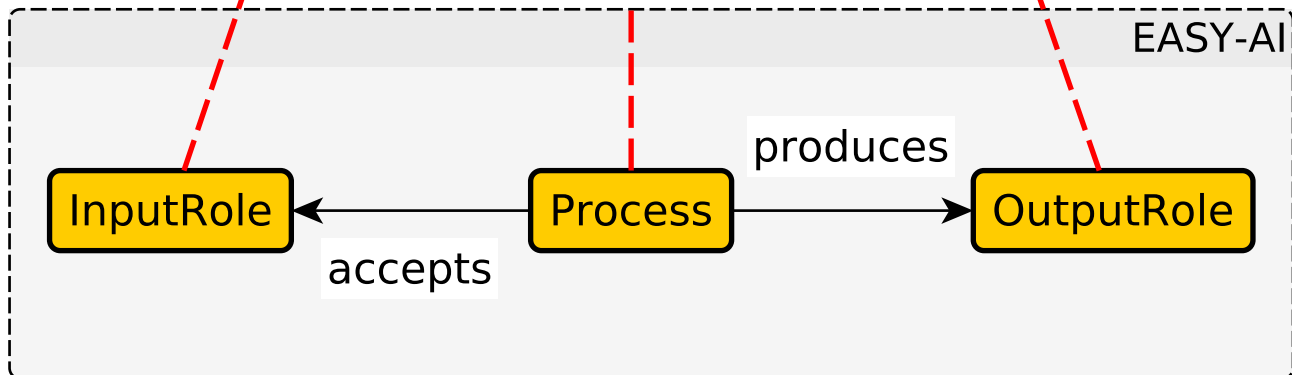 EASY-AI
produces
InputRole
Process
OutputRole
accepts